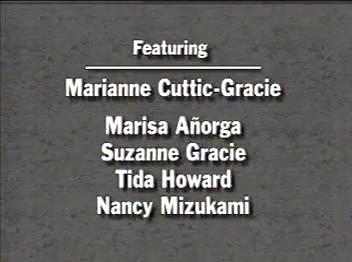 Featuring
Marianne Cuttic-Gracie
Marisa Añorga
Suzanne Gracie
Tida Howard
Nancy Mizukami